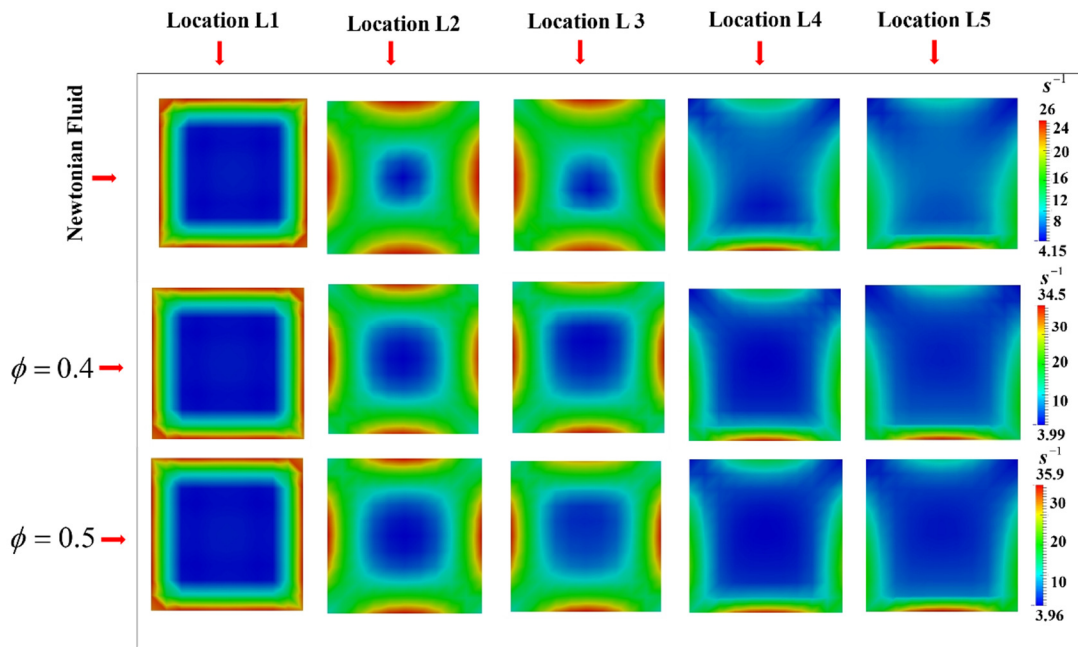 Location L1 Location L2 Location L 3 Location L4 Location L5
Newtonian Fluid
s⁻¹
26
24
20
16
12
8
4.15
ϕ = 0.4
s⁻¹
34.5
30
20
10
3.99
ϕ = 0.5
s⁻¹
35.9
30
20
10
3.96